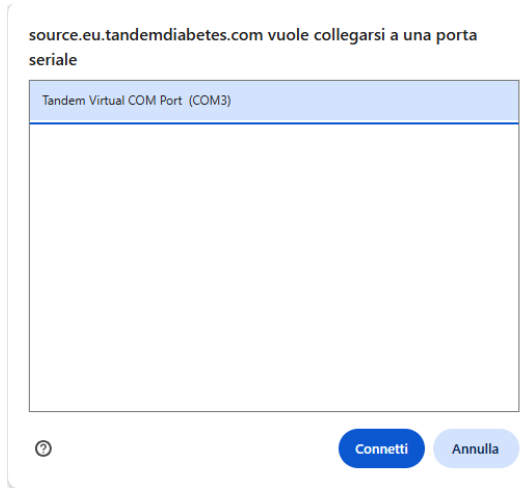 source.eu.tandemdiabetes.com vuole collegarsi a una porta
seriale
Tandem Virtual COM Port (COM3)
Connetti
Annulla